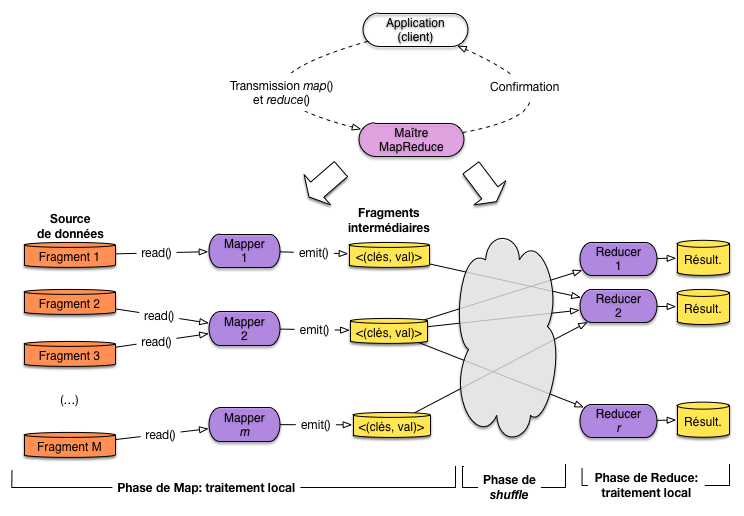 Application
(client)
Transmission map()
et reduce()
Confirmation
Maître
MapReduce
Source
de données
Fragments
intermédiaires
Fragment 1
read()
Mapper
1
emit()
<(clés, val)>
Reducer
1
Résult.
Fragment 2
read()
Mapper
2
emit()
<(clés, val)>
Reducer
2
Résult.
Fragment 3
read()
(...)
Fragment M
read()
Mapper
m
emit()
<(clés, val)>
Reducer
r
Résult.
Phase de Map: traitement local
Phase de
shuffle
Phase de Reduce:
traitement local